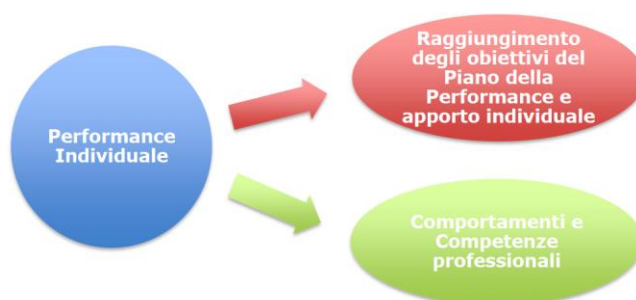 Performance
Individuale
Raggiungimento
degli obiettivi del
Piano della
Performance e
apporto individuale
Comportamenti e
Competenze
professionali